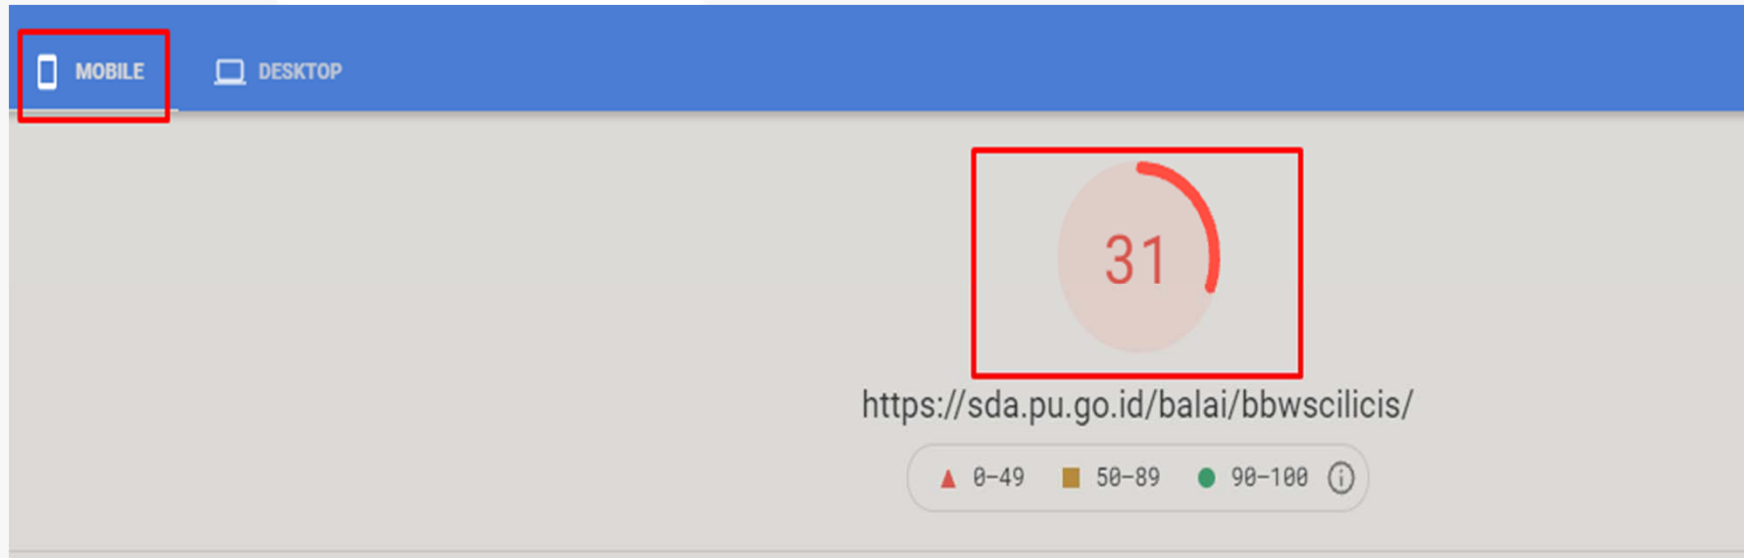 MOBILE DESKTOP
31
https://sda.pu.go.id/balai/bbwscilicis/
0–49 50–89 90–100